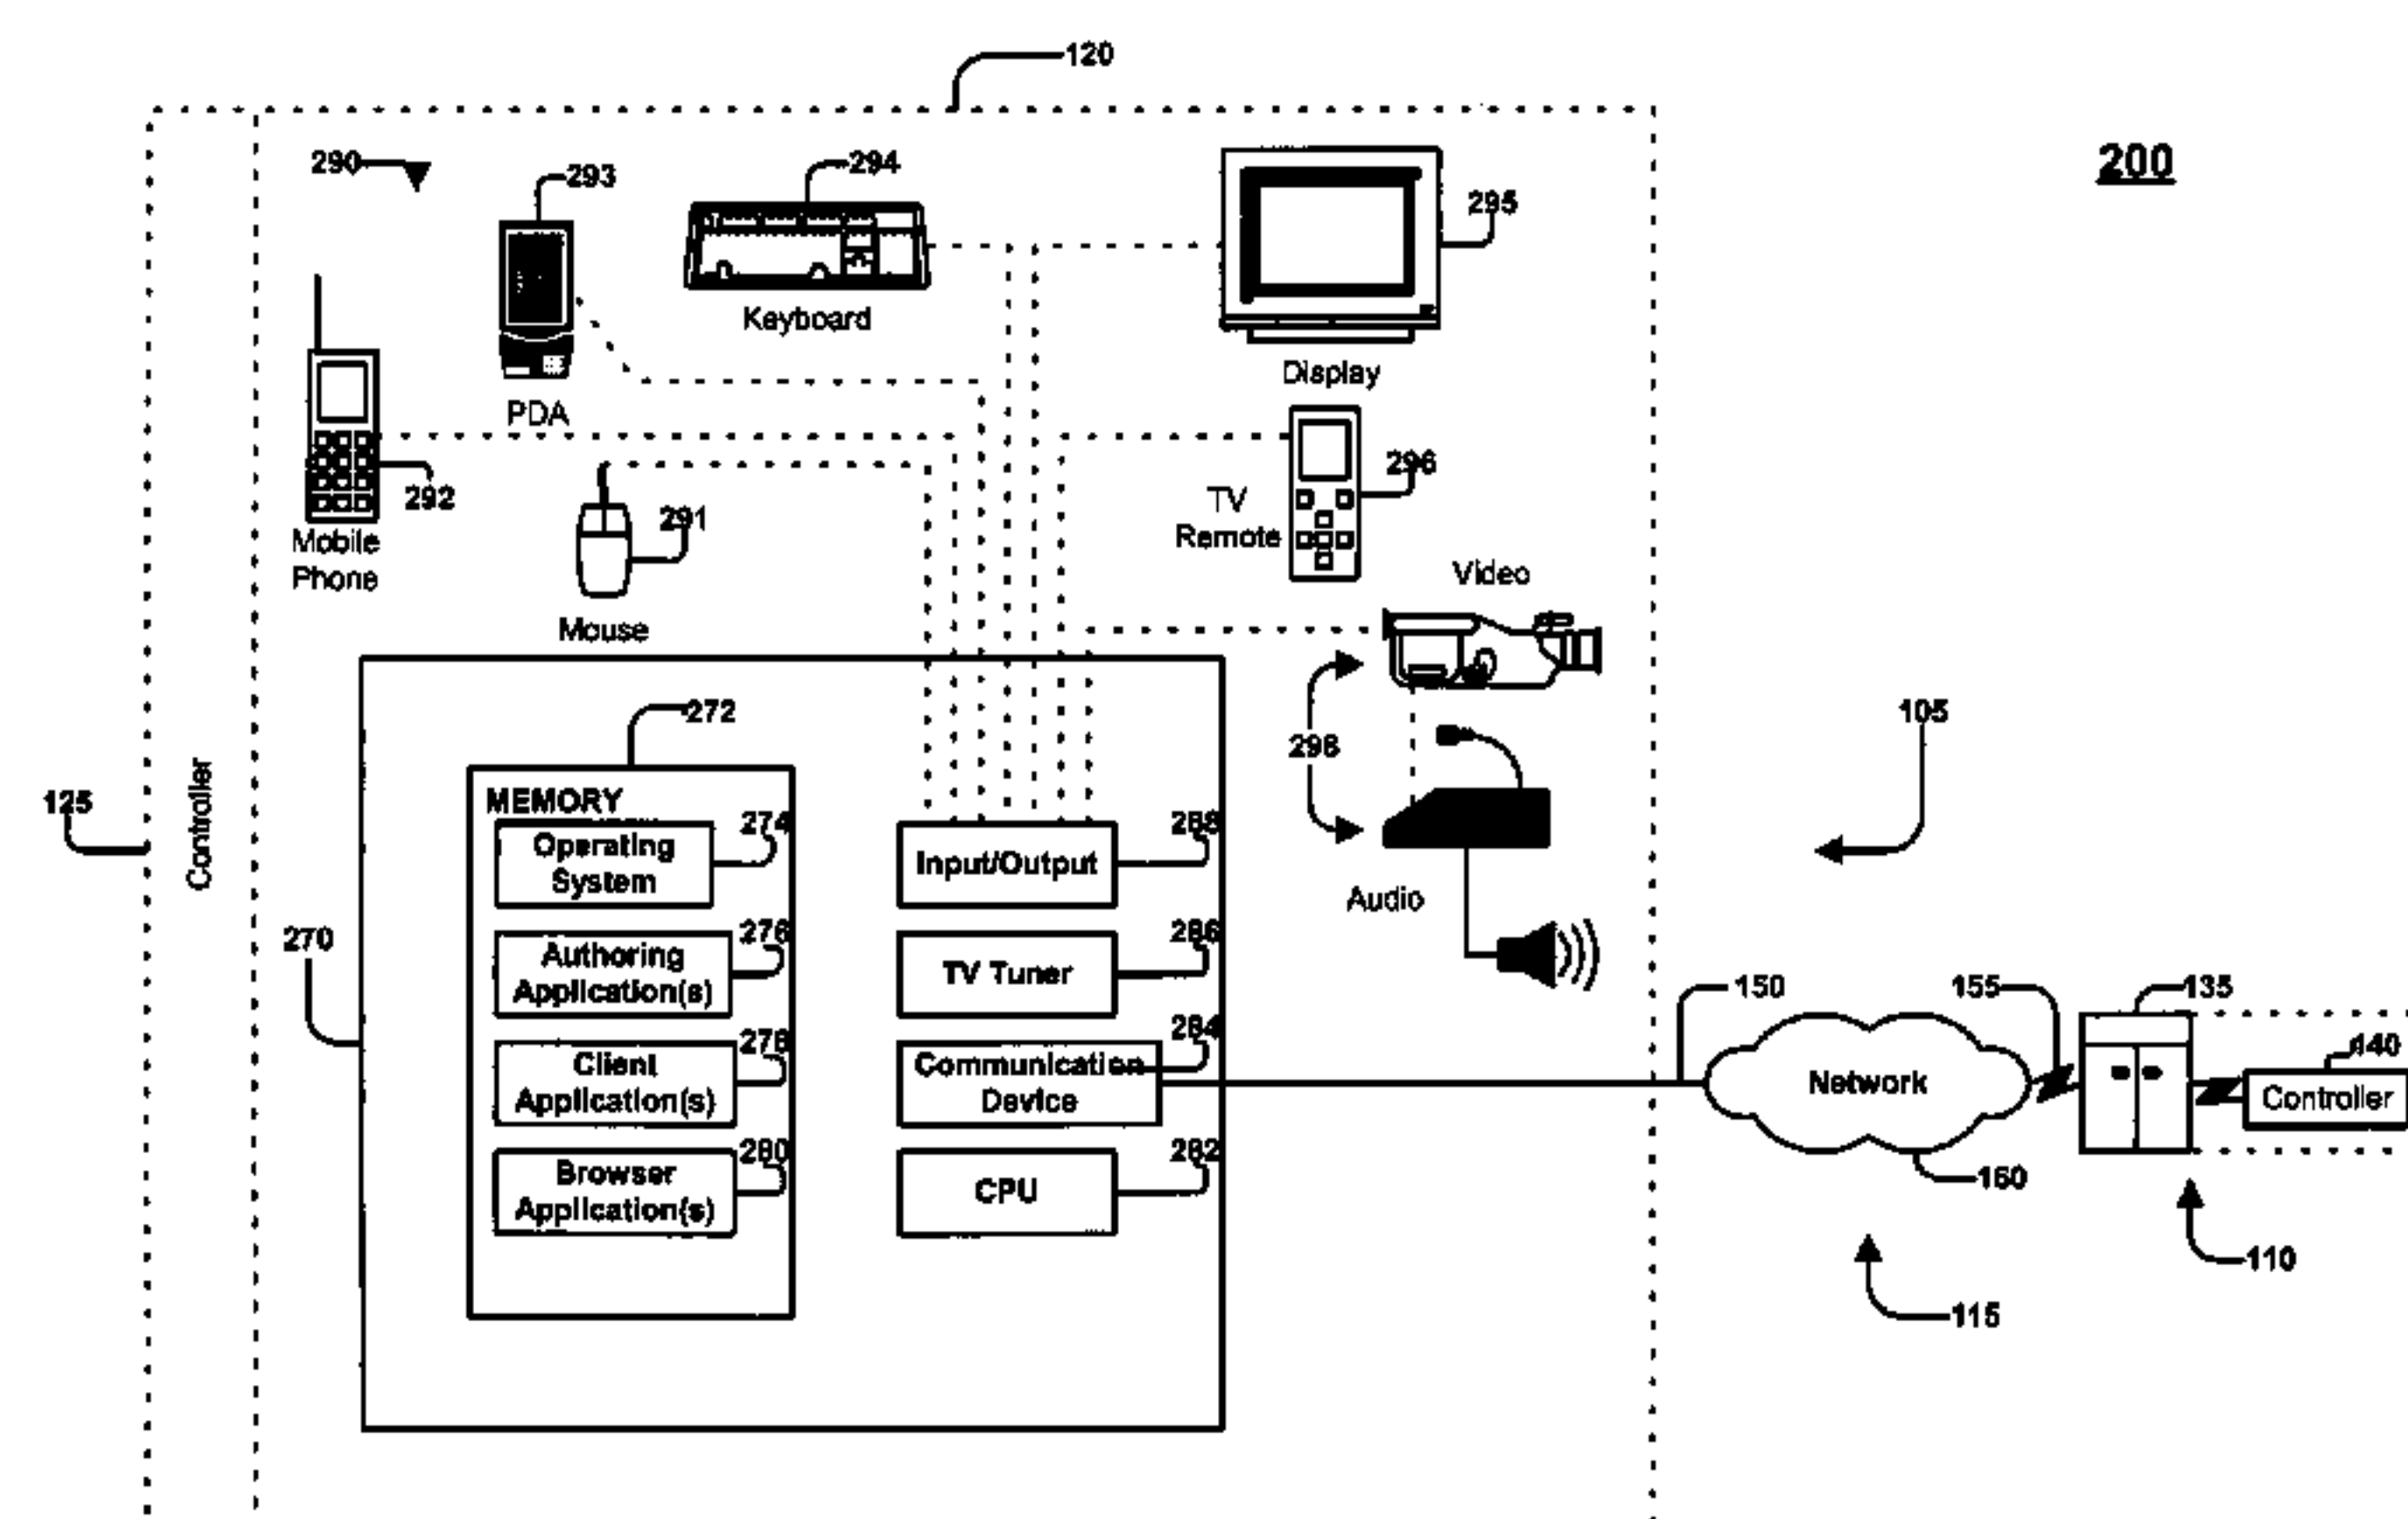 120
200
290
293
294
295
Keyboard
Display
PDA
292
296
TV
Remote
291
Mobile
Phone
Video
Mouse
272
298
105
125
Controller
MEMORY
274
Operating
System
288
Input/Output
Audio
270
276
Authoring
Application(s)
286
TV Tuner
150
155
135
278
Client
Application(s)
284
Communication
Device
Network
140
Controller
280
Browser
Application(s)
282
CPU
160
110
115